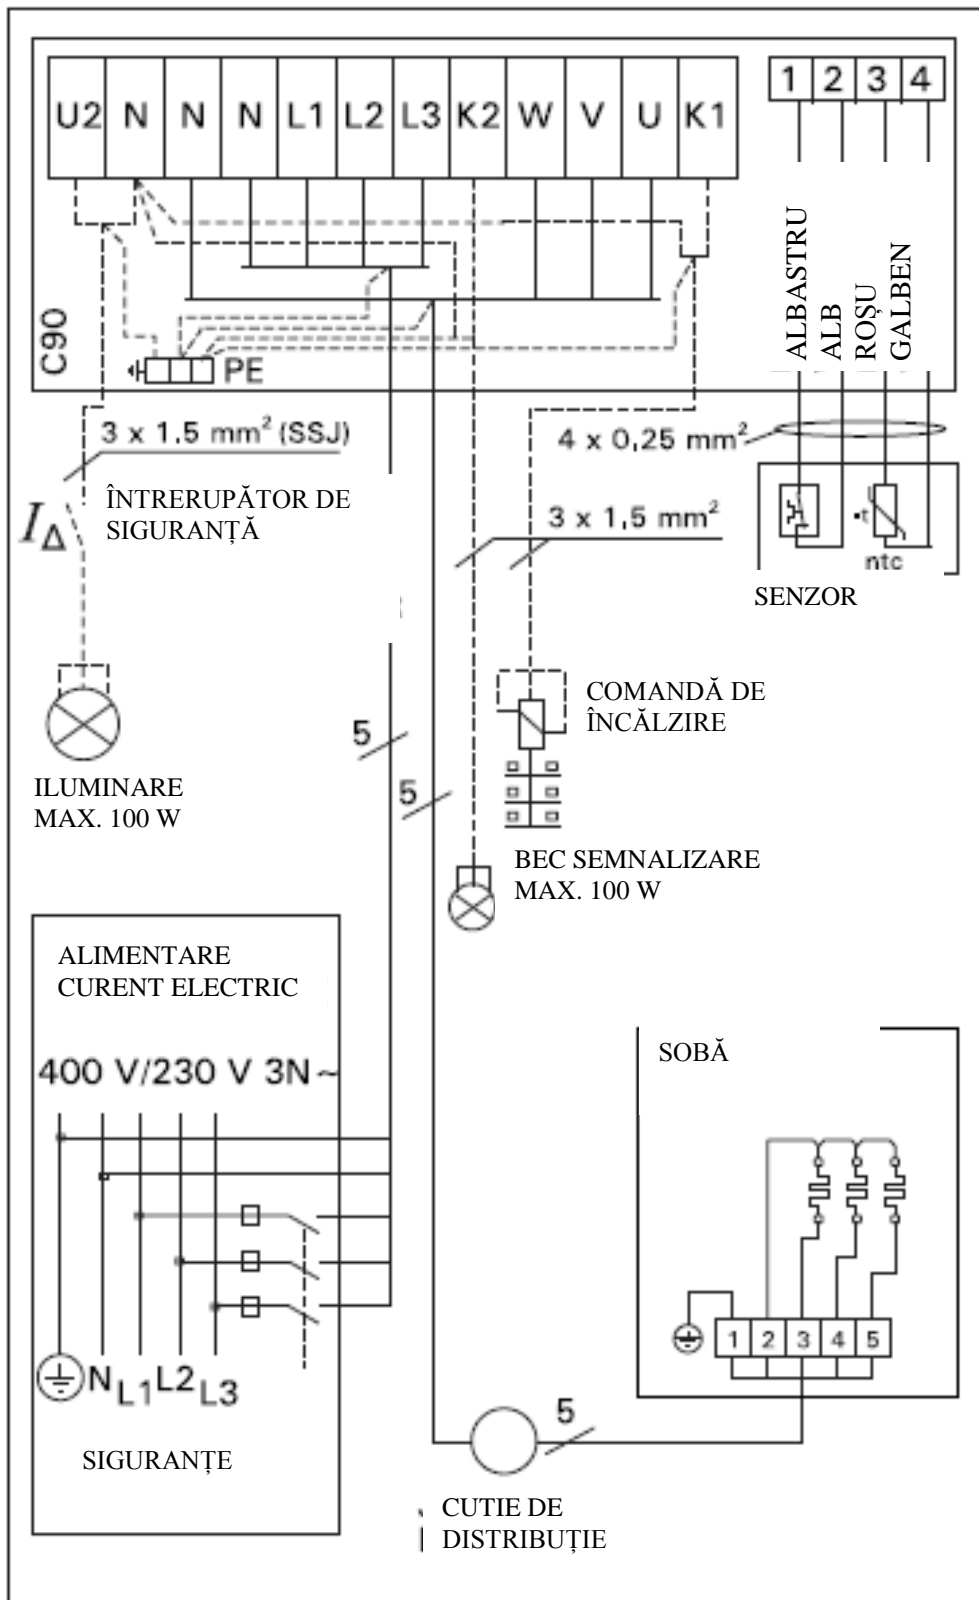 U2 N N N L1 L2 L3 K2 W V U K1
1 2 3 4
ALBASTRU
ALB
ROȘU
GALBEN
C90
PE
3 x 1.5 mm² (SSJ)
4 x 0,25 mm²
ÎNTRERUPĂTOR DE
SIGURANȚĂ
I∆
3 x 1,5 mm²
t
ntc
SENZOR
COMANDĂ DE
ÎNCĂLZIRE
5
5
ILUMINARE
MAX. 100 W
BEC SEMNALIZARE
MAX. 100 W
ALIMENTARE
CURENT ELECTRIC
400 V/230 V 3N ~
N L1 L2 L3
SIGURANȚE
SOBĂ
1 2 3 4 5
5
CUTIE DE
DISTRIBUȚIE